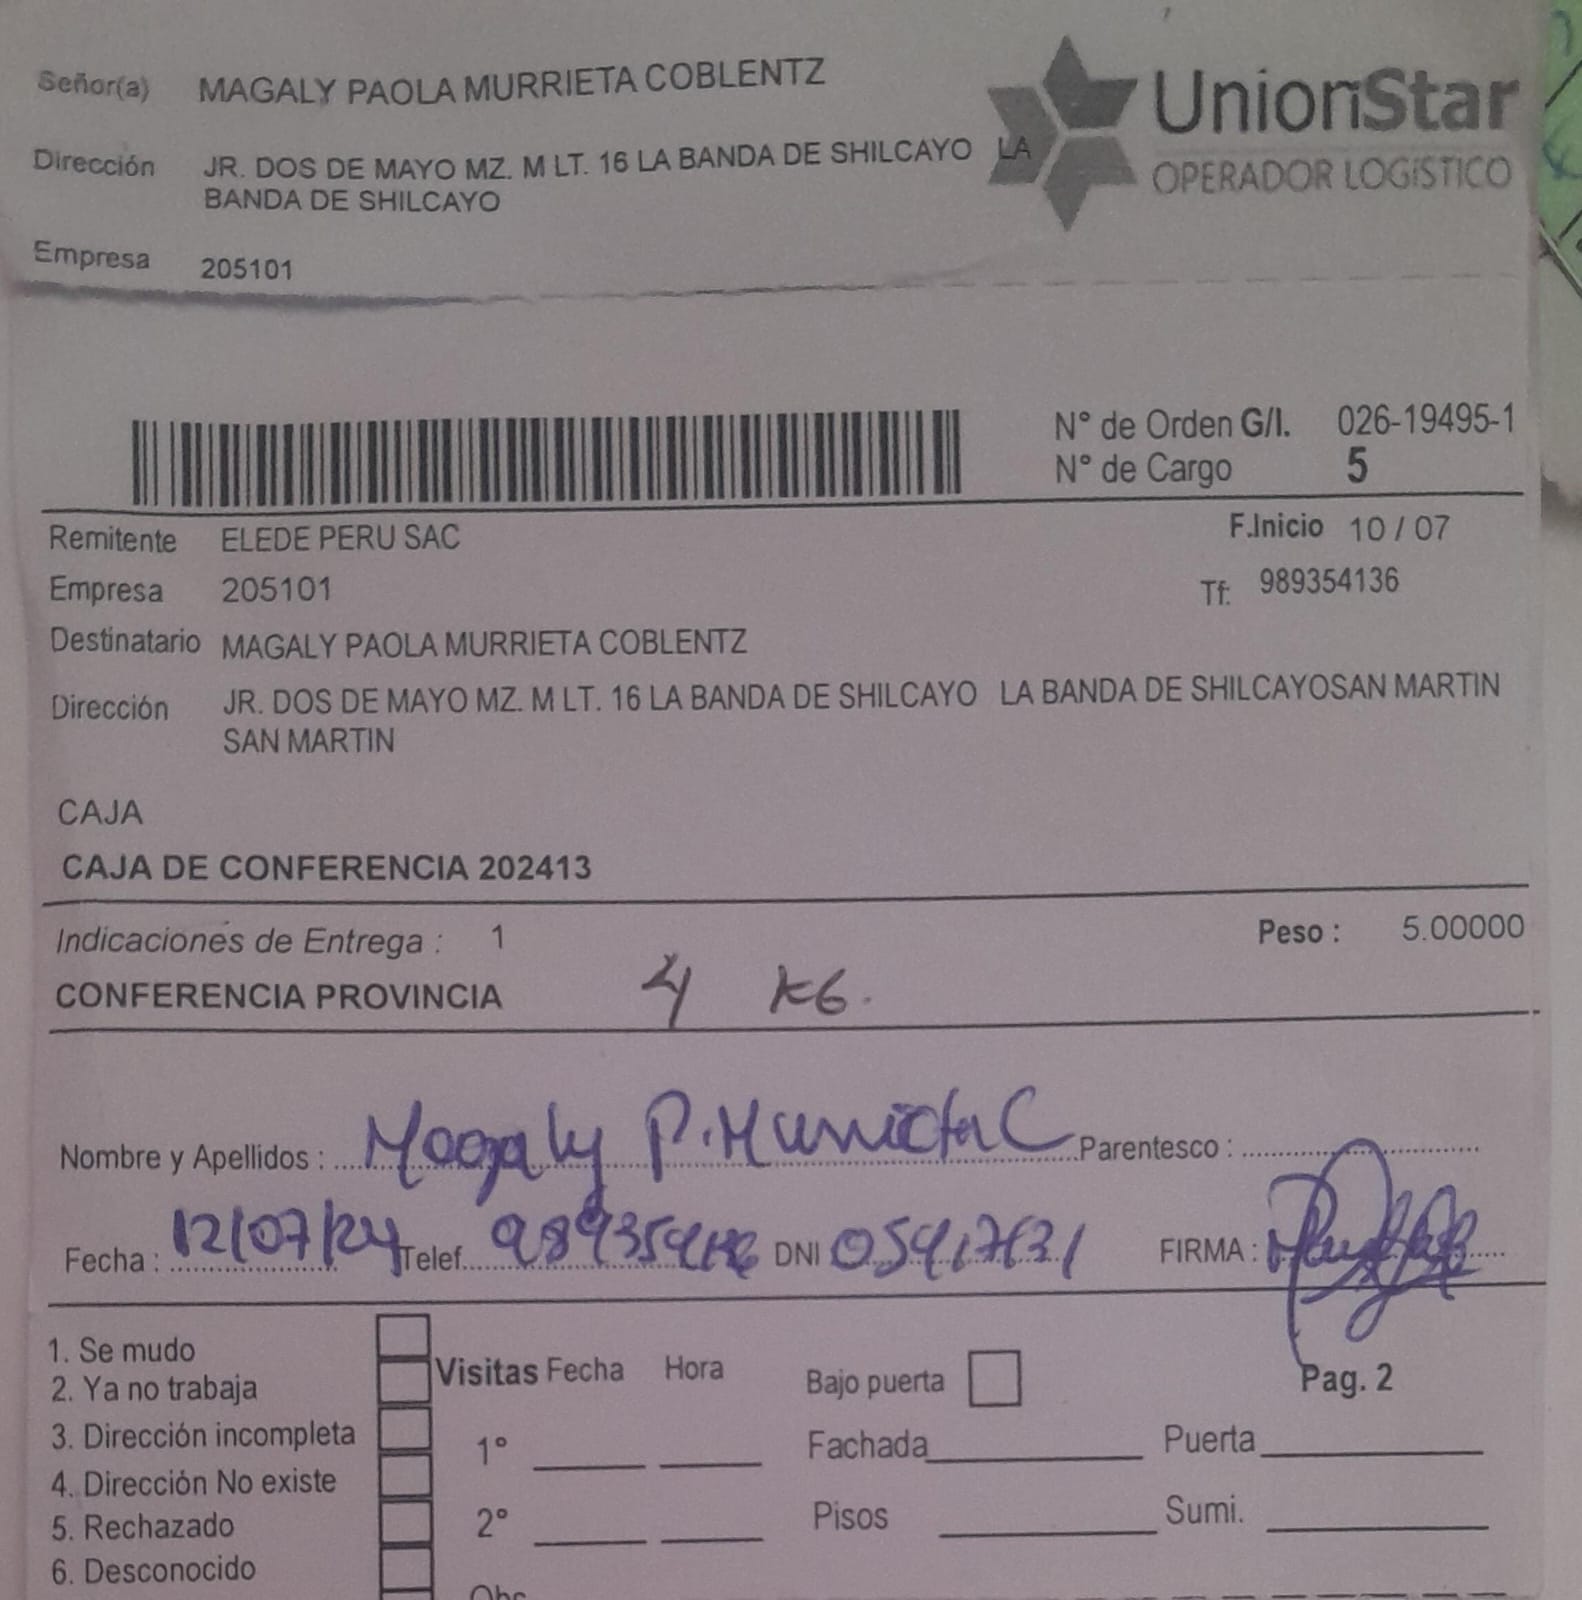 Señor(a) MAGALY PAOLA MURRIETA COBLENTZ
UnionStar
OPERADOR LOGÍSTICO
Dirección JR. DOS DE MAYO MZ. M LT. 16 LA BANDA DE SHILCAYO LA
BANDA DE SHILCAYO
Empresa 205101
N° de Orden G/I. 026-19495-1
N° de Cargo 5
Remitente ELEDE PERU SAC
F.Inicio 10 / 07
Empresa 205101
Tf: 989354136
Destinatario MAGALY PAOLA MURRIETA COBLENTZ
Dirección JR. DOS DE MAYO MZ. M LT. 16 LA BANDA DE SHILCAYO LA BANDA DE SHILCAYOSAN MARTIN
SAN MARTIN
CAJA
CAJA DE CONFERENCIA 202413
Indicaciones de Entrega : 1 Peso : 5.00000
CONFERENCIA PROVINCIA 4 KG.
Nombre y Apellidos : Magaly P. Murrieta C Parentesco :
Fecha : 12/07/24 Telef. DNI FIRMA :
1. Se mudo
2. Ya no trabaja
3. Dirección incompleta
4. Dirección No existe
5. Rechazado
6. Desconocido
Visitas Fecha Hora
1°
2°
Obs
Bajo puerta
Pag. 2
Fachada Puerta
Pisos Sumi.